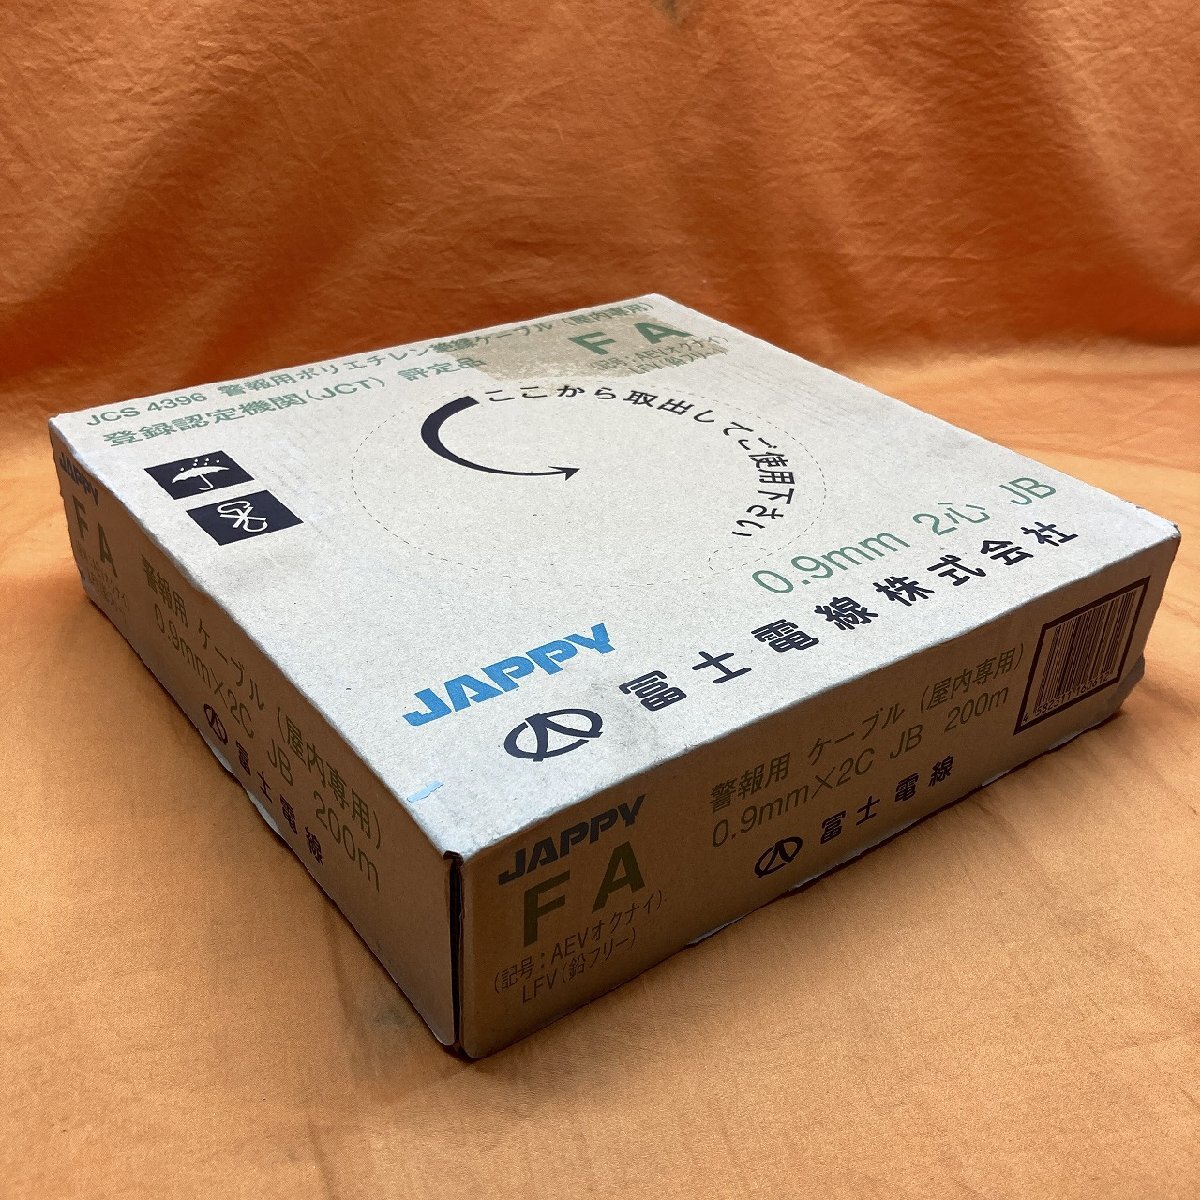 JCS 4396 警報用ポリエチレン絶縁ケーブル (屋内専用)
登録認定機関(JCT) 評定品
FA
ここから取出してご使用下さい
0.9mm 2心 JB
JAPPY
富士電線株式会社
JAPPY
FA
警報用 ケーブル (屋内専用)
0.9mm×2C JB 200m
富士電線
JAPPY
FA
(記号:AEVオクナイ)
LFV(鉛フリー)
警報用 ケーブル (屋内専用)
0.9mm×2C JB 200m
富士電線